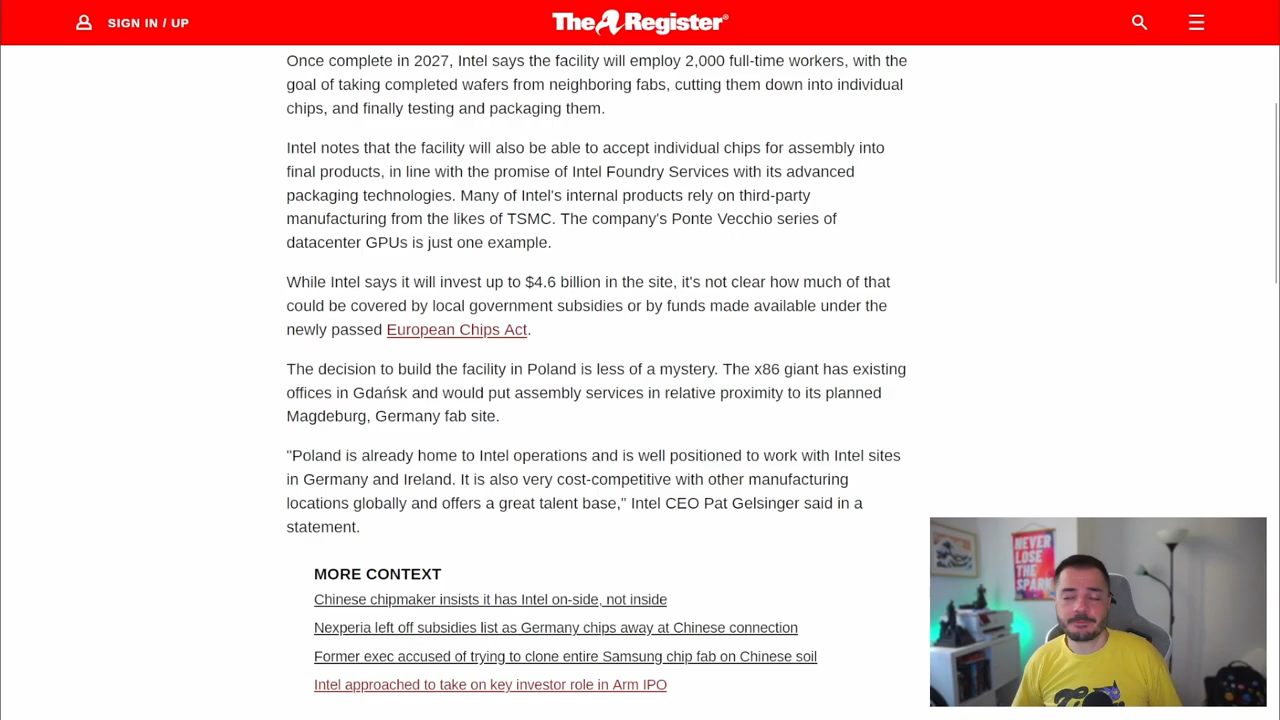 SIGN IN / UP
The Register®
Once complete in 2027, Intel says the facility will employ 2,000 full-time workers, with the
goal of taking completed wafers from neighboring fabs, cutting them down into individual
chips, and finally testing and packaging them.
Intel notes that the facility will also be able to accept individual chips for assembly into
final products, in line with the promise of Intel Foundry Services with its advanced
packaging technologies. Many of Intel's internal products rely on third-party
manufacturing from the likes of TSMC. The company's Ponte Vecchio series of
datacenter GPUs is just one example.
While Intel says it will invest up to $4.6 billion in the site, it's not clear how much of that
could be covered by local government subsidies or by funds made available under the
newly passed European Chips Act.
The decision to build the facility in Poland is less of a mystery. The x86 giant has existing
offices in Gdańsk and would put assembly services in relative proximity to its planned
Magdeburg, Germany fab site.
"Poland is already home to Intel operations and is well positioned to work with Intel sites
in Germany and Ireland. It is also very cost-competitive with other manufacturing
locations globally and offers a great talent base," Intel CEO Pat Gelsinger said in a
statement.
MORE CONTEXT
Chinese chipmaker insists it has Intel on-side, not inside
Nexperia left off subsidies list as Germany chips away at Chinese connection
Former exec accused of trying to clone entire Samsung chip fab on Chinese soil
Intel approached to take on key investor role in Arm IPO
NEVER
LOSE
THE
SPARK